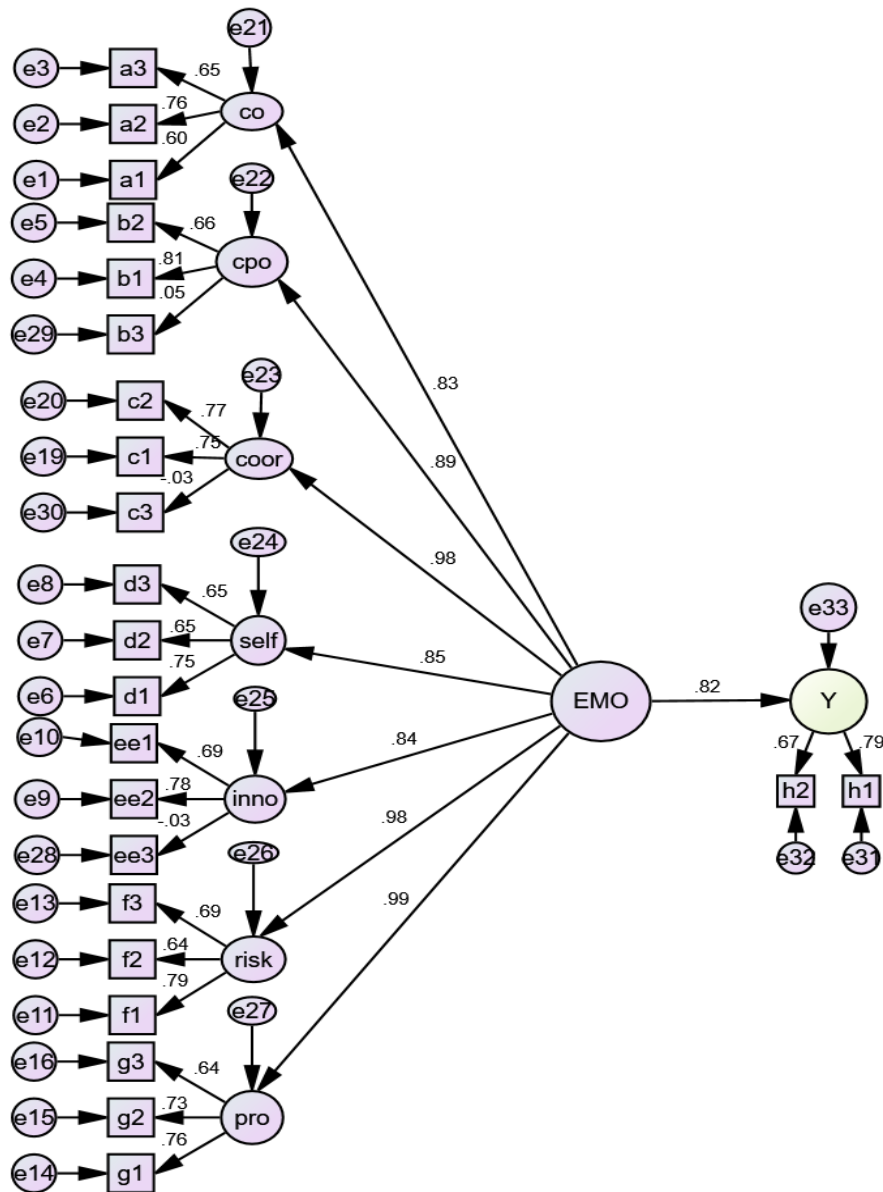 e21
e3 a3 .65
co
e2 a2 .76
.60
e1 a1
e22
e5 b2 .66
cpo
e4 b1 .81
.05
e29 b3
.83
e23
e20 c2 .77
.89
e19 c1 .75 coor
-.03
e30 c3
e24
.98
e8 d3 .65
e33
e7 d2 .65 self
.85
e6 d1 .75
e25
EMO .82 Y
e10 ee1 .69
.84
.67 .79
e9 ee2 .78 inno
h2 h1
-.03
.98
e28 ee3
e26
e32 e31
e13 f3 .69
.99
e12 f2 .64 risk
.79
e11 f1
e27
e16 g3 .64
e15 g2 .73 pro
.76
e14 g1